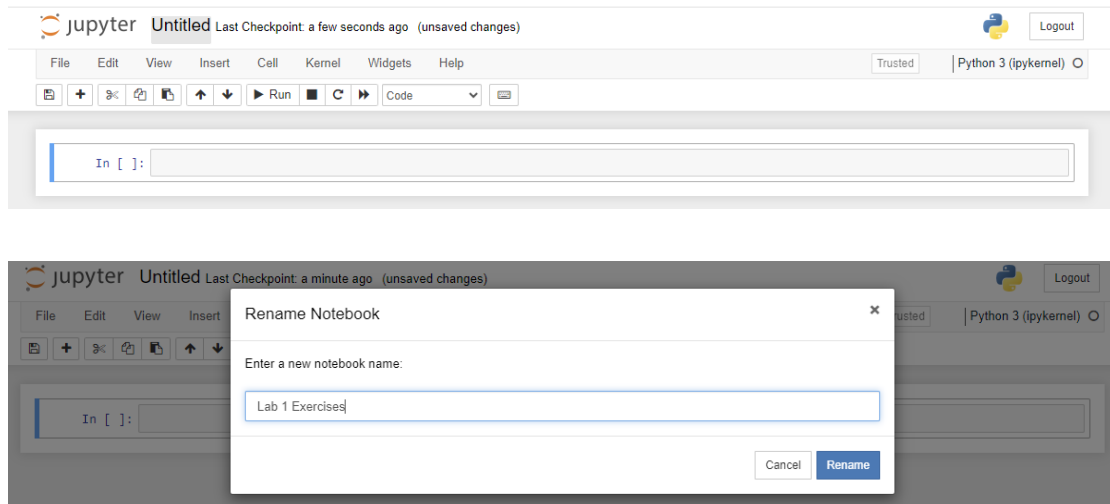 jupyter Untitled Last Checkpoint: a few seconds ago (unsaved changes) Logout
File Edit View Insert Cell Kernel Widgets Help Trusted Python 3 (ipykernel)
Run Code
In [ ]:
jupyter Untitled Last Checkpoint: a minute ago (unsaved changes) Logout
File Edit View Insert Rename Notebook × rusted Python 3 (ipykernel)
Enter a new notebook name:
Lab 1 Exercises
In [ ]:
Cancel Rename